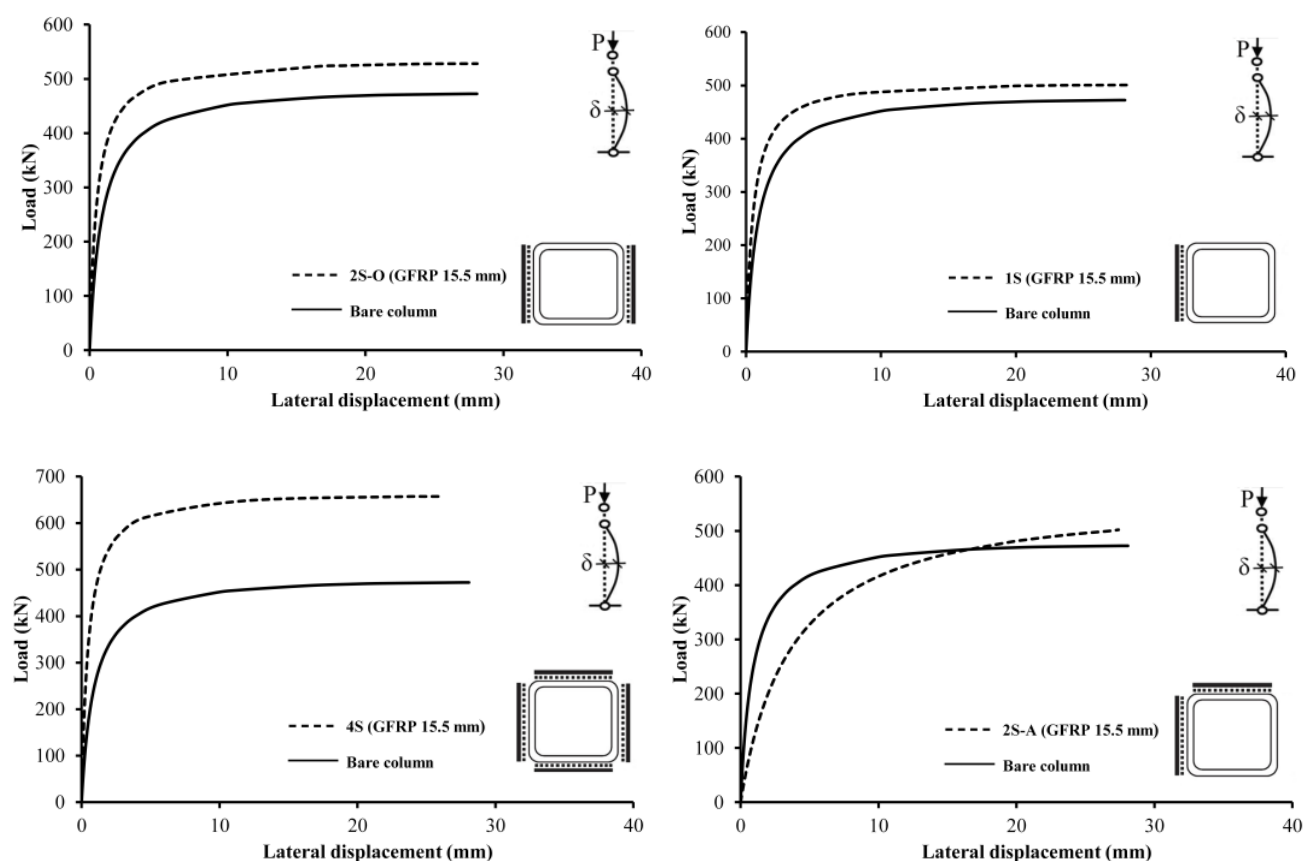 600
500
400
300
200
100
0
Load (kN)
P
δ
2S-O (GFRP 15.5 mm)
Bare column
0 10 20 30 40
Lateral displacement (mm)
600
500
400
300
200
100
0
Load (kN)
P
δ
1S (GFRP 15.5 mm)
Bare column
0 10 20 30 40
Lateral displacement (mm)
700
600
500
400
300
200
100
0
Load (kN)
P
δ
4S (GFRP 15.5 mm)
Bare column
0 10 20 30 40
Lateral displacement (mm)
600
500
400
300
200
100
0
Load (kN)
P
δ
2S-A (GFRP 15.5 mm)
Bare column
0 10 20 30 40
Lateral displacement (mm)